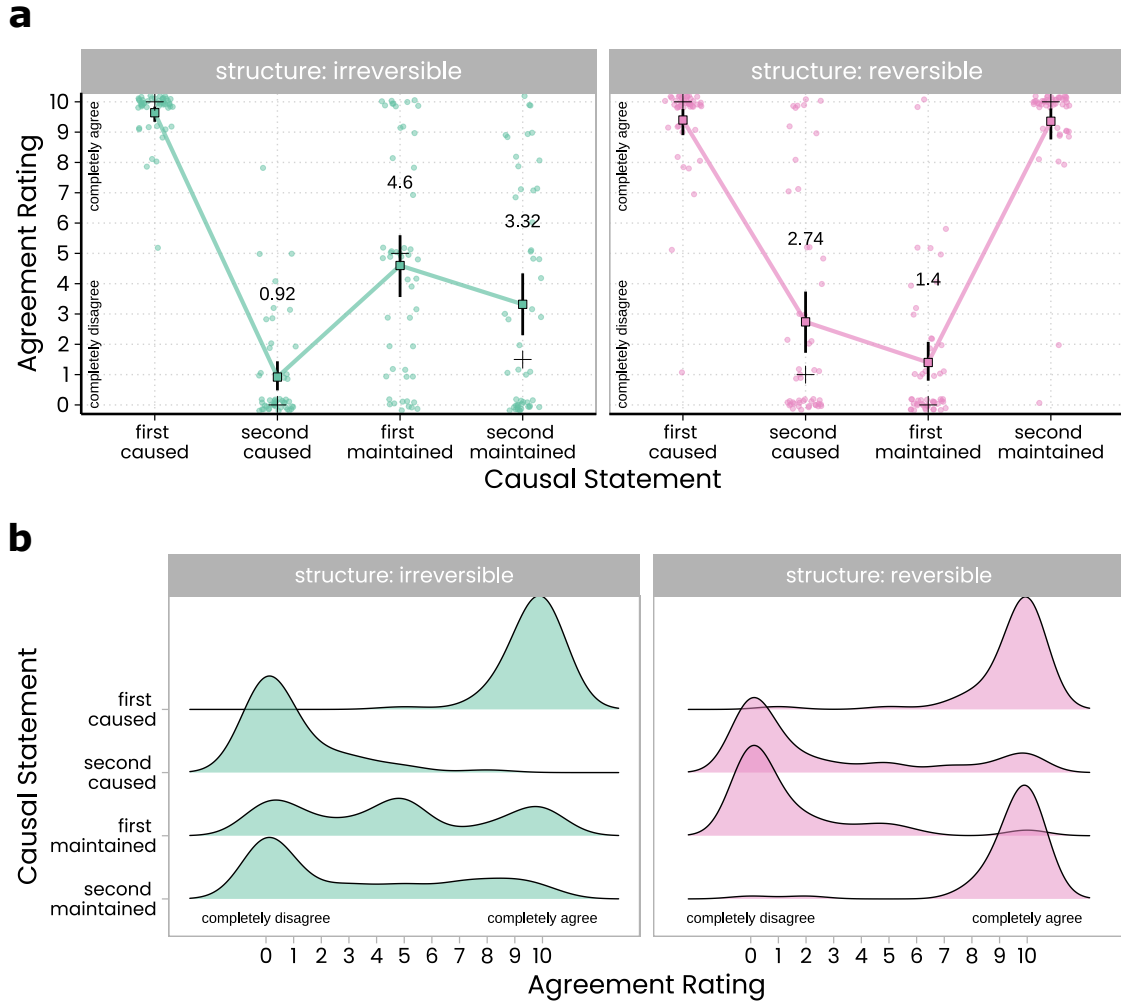 a
structure: irreversible
structure: reversible
Agreement Rating
10
9
8
7
6
5
4
3
2
1
0
completely agree
completely disagree
0.92
4.6
3.32
completely agree
completely disagree
2.74
1.4
first caused
second caused
first maintained
second maintained
first caused
second caused
first maintained
second maintained
Causal Statement
b
structure: irreversible
structure: reversible
Causal Statement
first caused
second caused
first maintained
second maintained
completely disagree
completely agree
completely disagree
completely agree
0 1 2 3 4 5 6 7 8 9 10
0 1 2 3 4 5 6 7 8 9 10
Agreement Rating